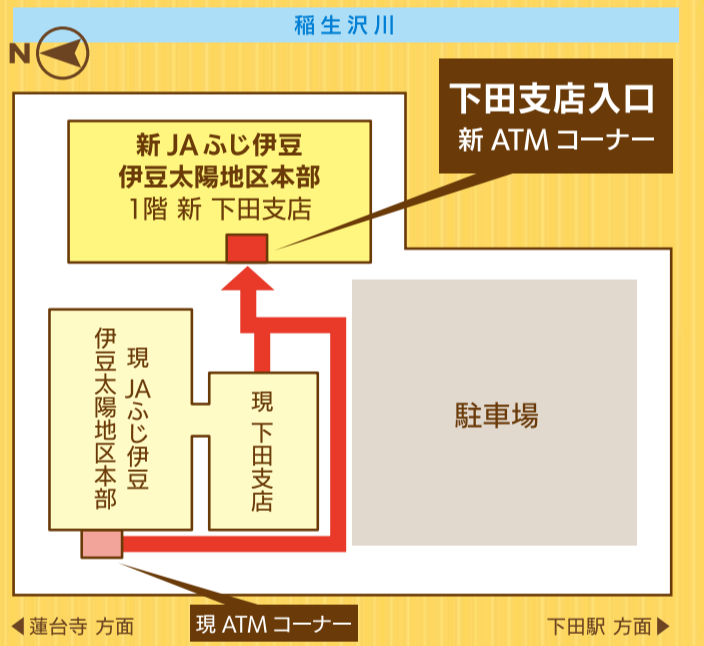 稲生沢川
N
下田支店入口
新 ATM コーナー
新 JAふじ伊豆
伊豆太陽地区本部
1階 新 下田支店
現 JAふじ伊豆
伊豆太陽地区本部
現 下田支店
駐車場
◀蓮台寺 方面
現 ATM コーナー
下田駅 方面▶